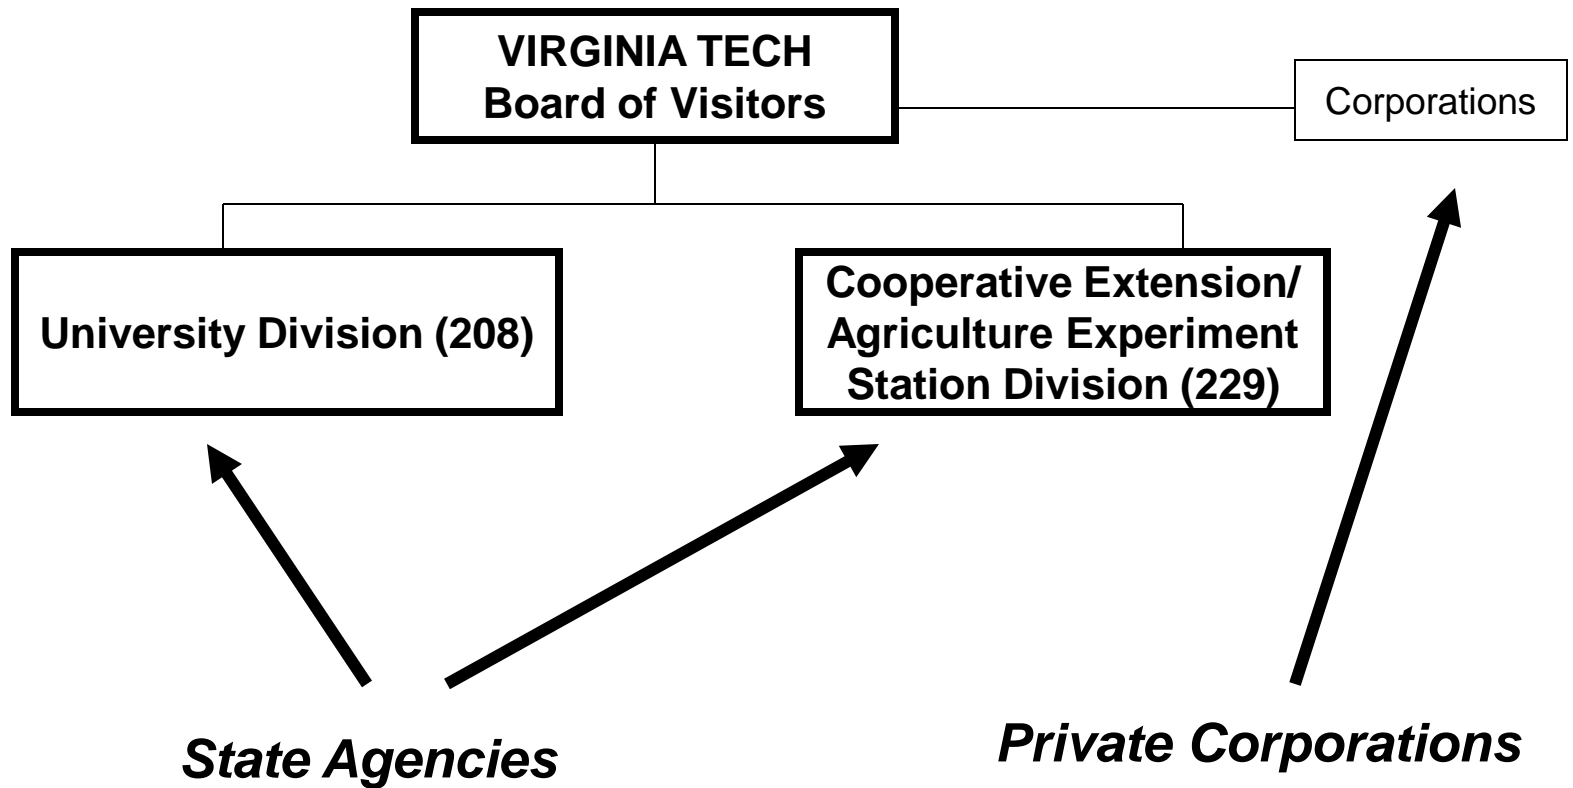 VIRGINIA TECH
Board of Visitors
Corporations
University Division (208)
Cooperative Extension/
Agriculture Experiment
Station Division (229)
State Agencies
Private Corporations